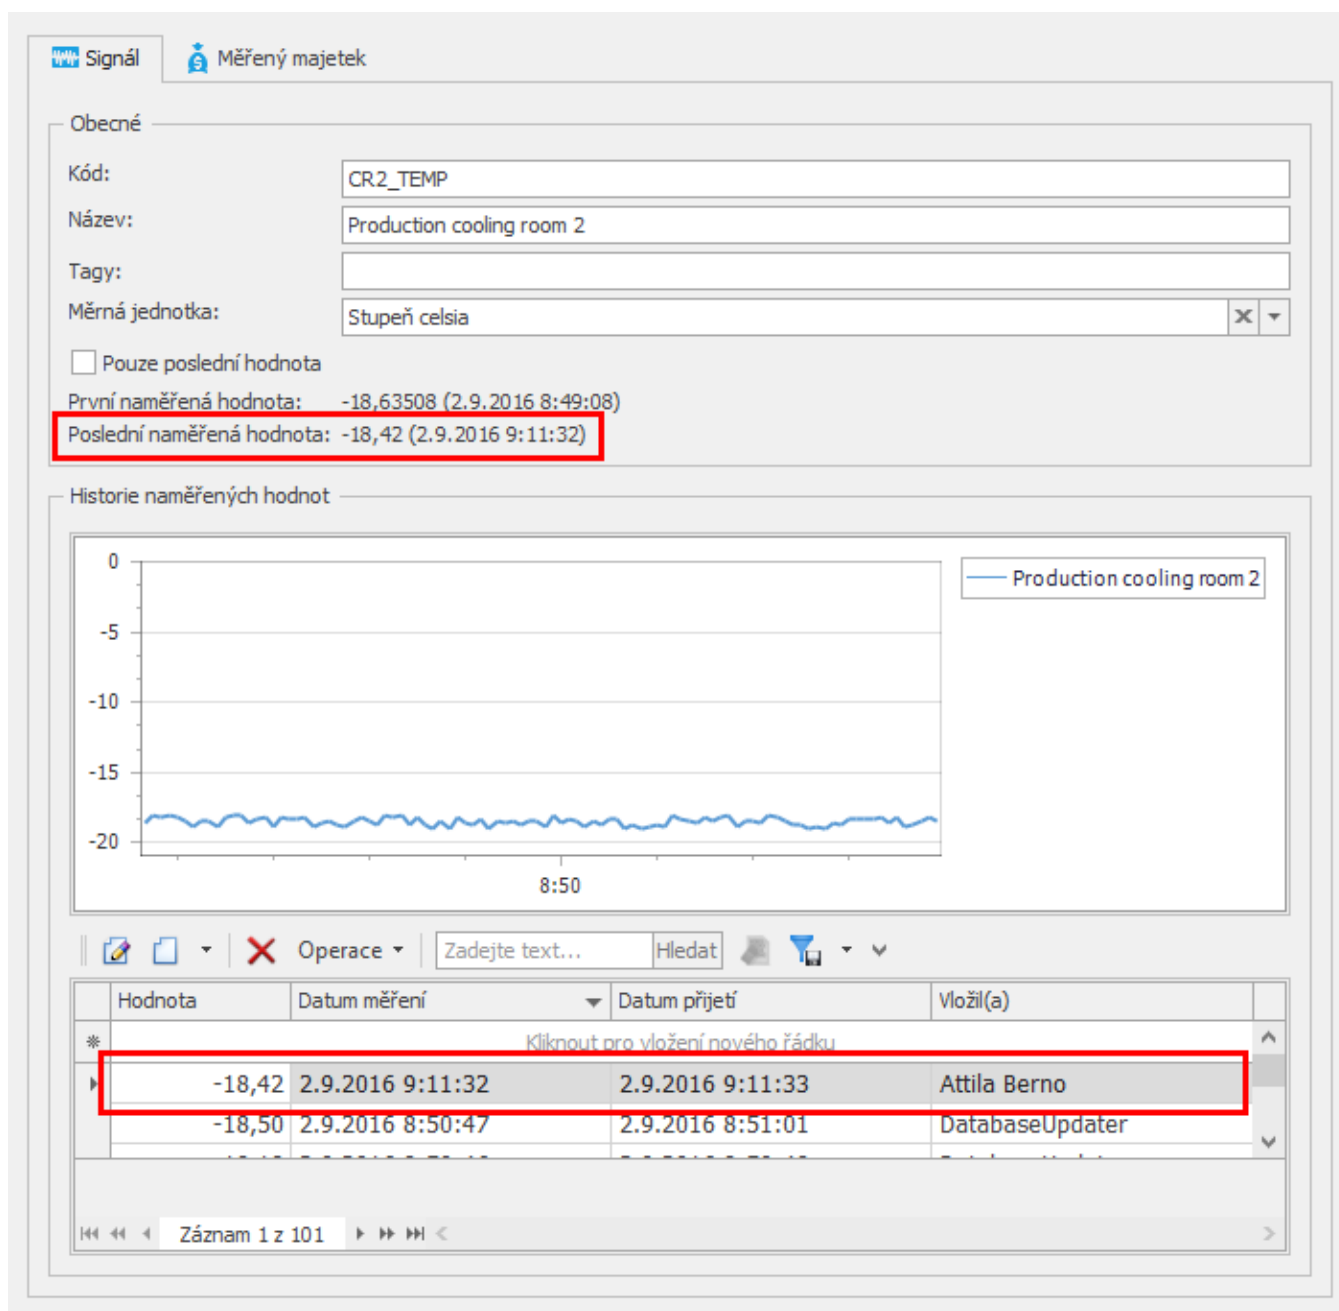 Signál Měřený majetek
Obecné
Kód: CR2_TEMP
Název: Production cooling room 2
Tagy:
Měrná jednotka: Stupeň celsia
Pouze poslední hodnota
První naměřená hodnota: -18,63508 (2.9.2016 8:49:08)
Poslední naměřená hodnota: -18,42 (2.9.2016 9:11:32)
Historie naměřených hodnot
0
Production cooling room 2
-5
-10
-15
-20
8:50
Operace Zadejte text... Hledat
Hodnota Datum měření Datum přijetí Vložil(a)
Kliknout pro vložení nového řádku
-18,42 2.9.2016 9:11:32 2.9.2016 9:11:33 Attila Berno
-18,50 2.9.2016 8:50:47 2.9.2016 8:51:01 DatabaseUpdater
Záznam 1 z 101